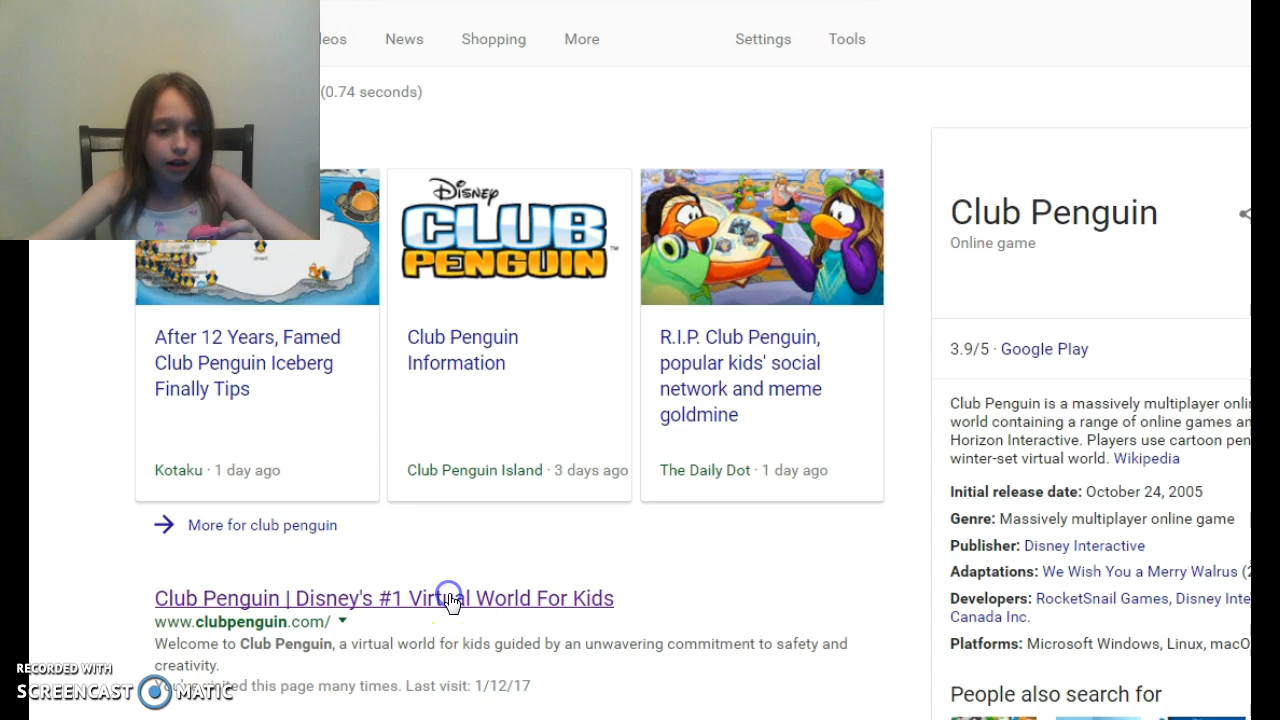 News Shopping More Settings Tools
(0.74 seconds)
Disney
CLUB
PENGUIN
TM
After 12 Years, Famed
Club Penguin Iceberg
Finally Tips
Kotaku · 1 day ago
Club Penguin
Information
Club Penguin Island · 3 days ago
R.I.P. Club Penguin,
popular kids' social
network and meme
goldmine
The Daily Dot · 1 day ago
More for club penguin
Club Penguin | Disney's #1 Virtual World For Kids
www.clubpenguin.com/
Welcome to Club Penguin, a virtual world for kids guided by an unwavering commitment to safety and
creativity.
You've visited this page many times. Last visit: 1/12/17
Club Penguin
Online game
3.9/5 · Google Play
Club Penguin is a massively multiplayer
world containing a range of online games
Horizon Interactive. Players use cartoon
winter-set virtual world. Wikipedia
Initial release date: October 24, 2005
Genre: Massively multiplayer online game
Publisher: Disney Interactive
Adaptations: We Wish You a Merry Walrus
Developers: RocketSnail Games, Disney
Canada Inc.
Platforms: Microsoft Windows, Linux,
People also search for
RECORDED WITH
SCREENCAST MATIC